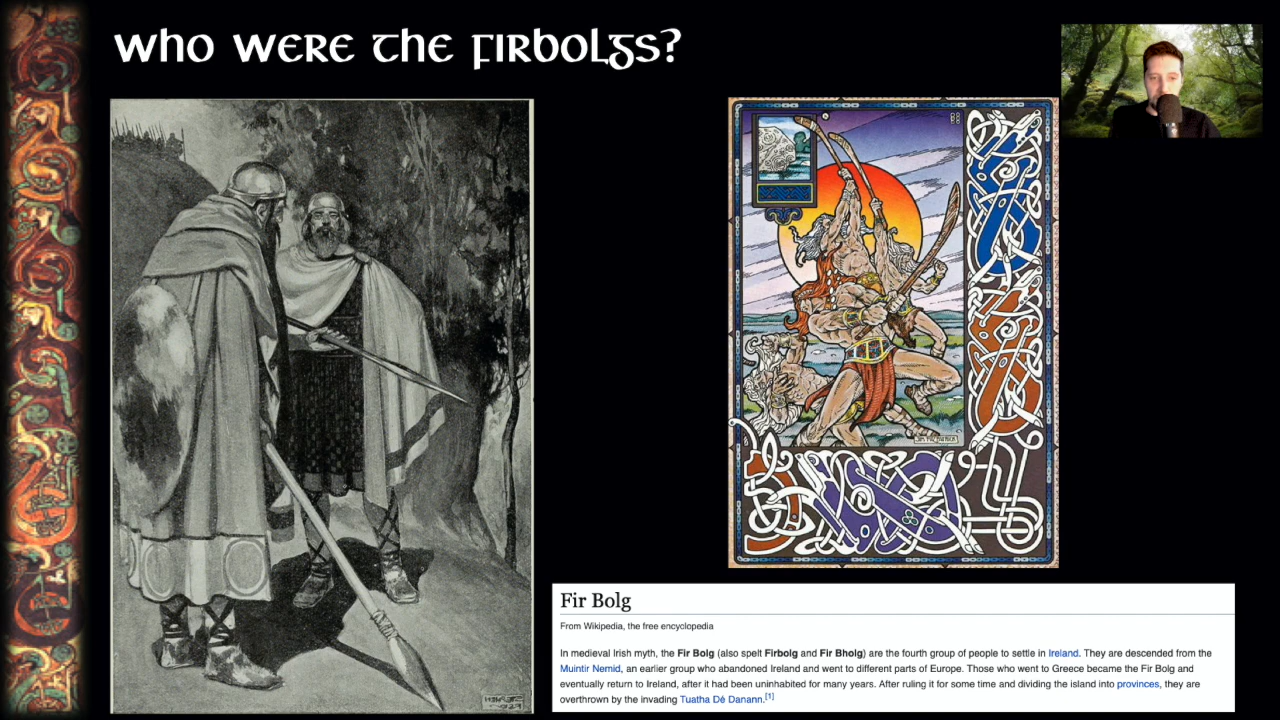 Who were the Firbolgs?
Fir Bolg
From Wikipedia, the free encyclopedia
In medieval Irish myth, the Fir Bolg (also spelt Firbolg and Fir Bholg) are the fourth group of people to settle in Ireland. They are descended from the
Muintir Nemid, an earlier group who abandoned Ireland and went to different parts of Europe. Those who went to Greece became the Fir Bolg and
eventually return to Ireland, after it had been uninhabited for many years. After ruling it for some time and dividing the island into provinces, they are
overthrown by the invading Tuatha Dé Danann.[1]